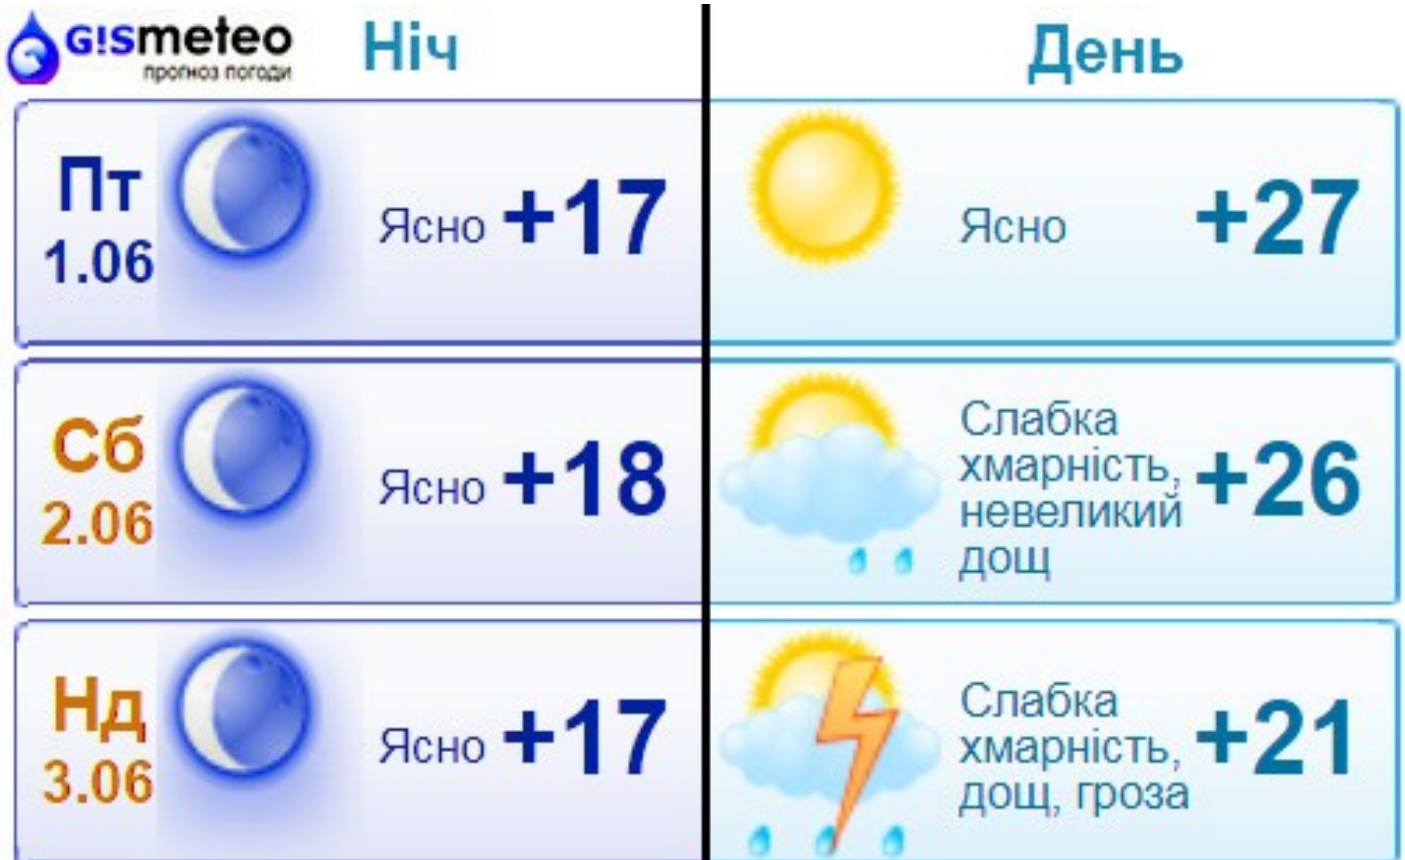 G!Smeteo
прогноз погоди
Ніч
День
Пт
1.06
Ясно +17
Ясно +27
Сб
2.06
Ясно +18
Слабка
хмарність,
невеликий
дощ
+26
Нд
3.06
Ясно +17
Слабка
хмарність,
дощ, гроза
+21